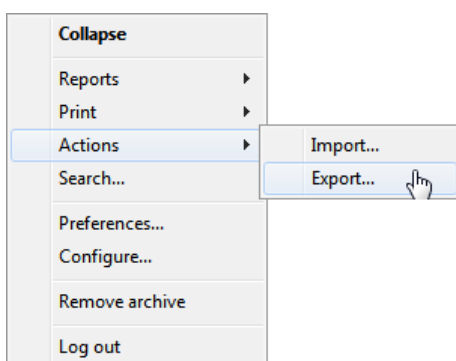 Collapse
Reports
Print
Actions
Import...
Search...
Export...
Preferences...
Configure...
Remove archive
Log out